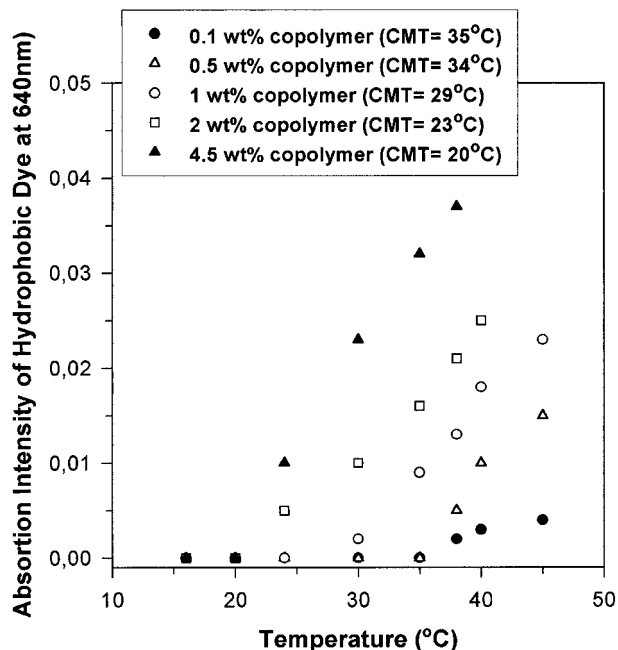 0.1 wt% copolymer (CMT= 35°C)
0.5 wt% copolymer (CMT= 34°C)
1 wt% copolymer (CMT= 29°C)
2 wt% copolymer (CMT= 23°C)
4.5 wt% copolymer (CMT= 20°C)
Absortion Intensity of Hydrophobic Dye at 640nm)
0,05
0,04
0,03
0,02
0,01
0,00
10 20 30 40 50
Temperature (°C)